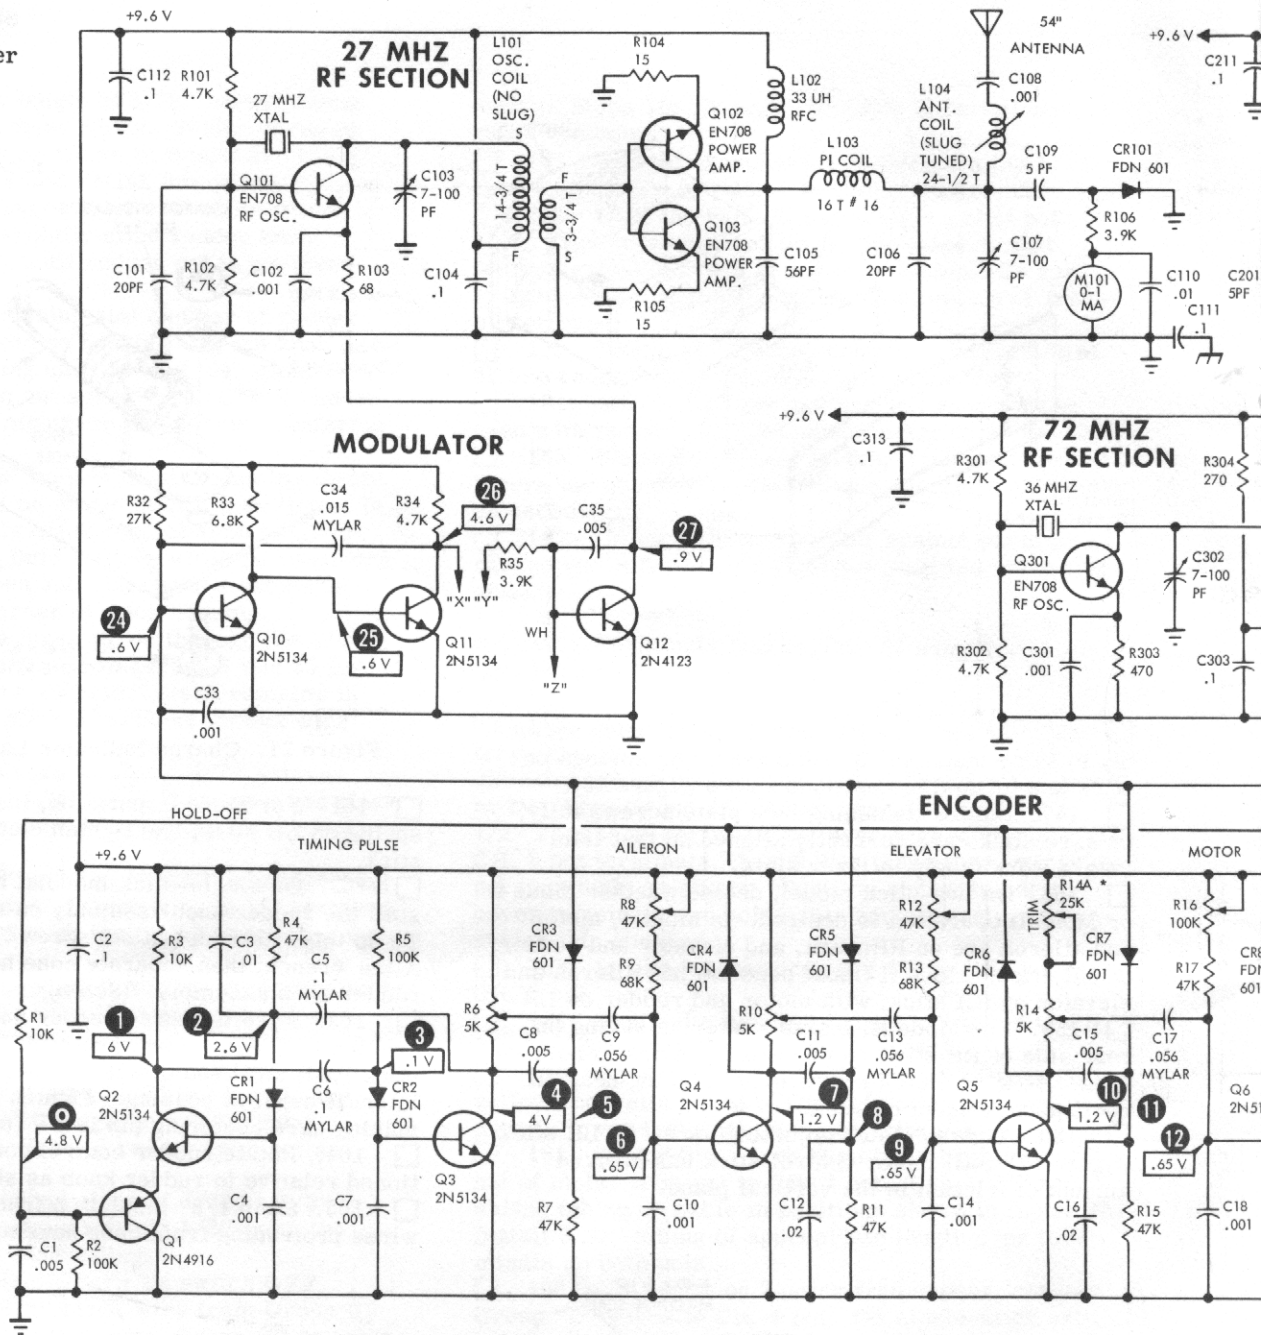 er
+9.6 V
27 MHZ
RF SECTION
C112
.1
R101
4.7K
27 MHZ
XTAL
Q101
EN708
RF OSC.
C103
7-100
PF
C101
20PF
R102
4.7K
C102
.001
R103
68
C104
.1
L101
OSC.
COIL
(NO
SLUG)
S
14-3/4 T
F
F
3-3/4 T
S
R104
15
Q102
EN708
POWER
AMP.
Q103
EN708
POWER
AMP.
R105
15
L102
33 UH
RFC
L103
PI COIL
16 T # 16
C105
56PF
C106
20PF
54"
ANTENNA
C108
.001
L104
ANT.
COIL
(SLUG
TUNED)
24-1/2 T
C109
5 PF
CR101
FDN 601
R106
3.9K
C107
7-100
PF
M101
0-1
MA
C110
.01
C111
.1
+9.6 V
C211
.1
C201
5PF
MODULATOR
R32
27K
R33
6.8K
C34
.015
MYLAR
R34
4.7K
26
4.6 V
C35
.005
27
.9 V
R35
3.9K
"X"
"Y"
24
.6 V
Q10
2N5134
25
.6 V
Q11
2N5134
WH
"Z"
Q12
2N4123
C33
.001
+9.6 V
72 MHZ
RF SECTION
C313
.1
R301
4.7K
36 MHZ
XTAL
R304
270
Q301
EN708
RF OSC.
C302
7-100
PF
R302
4.7K
C301
.001
R303
470
C303
.1
ENCODER
HOLD-OFF
TIMING PULSE
AILERON
ELEVATOR
MOTOR
+9.6 V
C2
.1
R3
10K
C3
.01
R4
47K
C5
.1
MYLAR
R5
100K
R1
10K
1
6 V
2
2.6 V
3
.1 V
C6
.1
MYLAR
CR1
FDN
601
CR2
FDN
601
O
4.8 V
Q2
2N5134
Q1
2N4916
C1
.005
R2
100K
C4
.001
C7
.001
Q3
2N5134
R6
5K
R8
47K
CR3
FDN
601
R9
68K
C8
.005
C9
.056
MYLAR
4
4 V
5
6
.65 V
R7
47K
C10
.001
CR4
FDN
601
R10
5K
Q4
2N5134
C11
.005
CR5
FDN
601
R12
47K
R13
68K
C13
.056
MYLAR
7
1.2 V
8
9
.65 V
C12
.02
R11
47K
C14
.001
R14A *
25K
TRIM
CR6
FDN
601
CR7
FDN
601
R14
5K
Q5
2N5134
C15
.005
C17
.056
MYLAR
R16
100K
R17
47K
CR8
FDN
601
10
1.2 V
11
12
.65 V
C16
.02
R15
47K
C18
.001
Q6